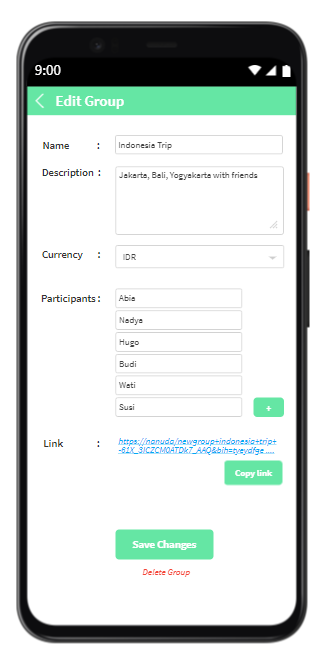 9:00
Edit Group
Name : Indonesia Trip
Description : Jakarta, Bali, Yogyakarta with friends
Currency : IDR
Participants : Abia
Nadya
Hugo
Budi
Wati
Susi +
Link : https://nanuda/newgroup+indonesia+trip+
-61X_3ICZCM0ATDk7_AAQ&bih=tyeydfge ....
Copy link
Save Changes
Delete Group